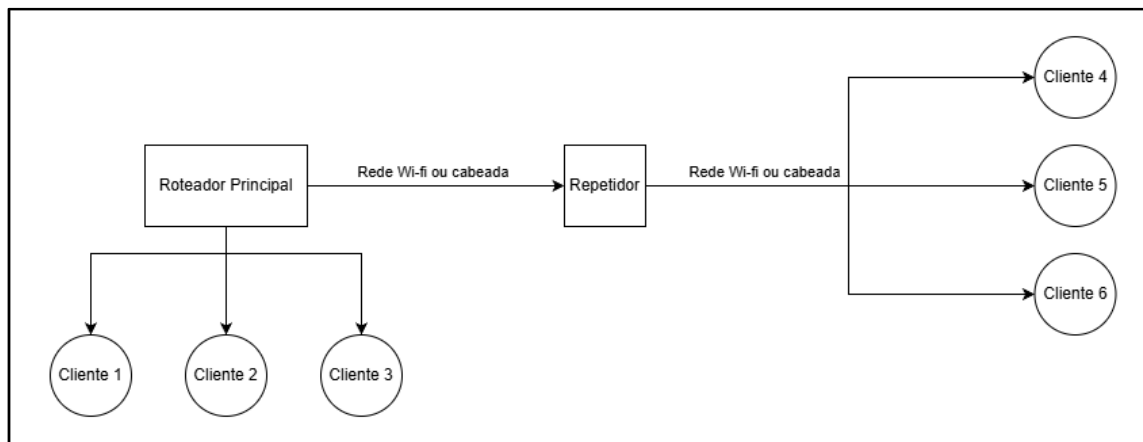 Cliente 4
Roteador Principal
Rede Wi-fi ou cabeada
Repetidor
Rede Wi-fi ou cabeada
Cliente 5
Cliente 6
Cliente 1
Cliente 2
Cliente 3